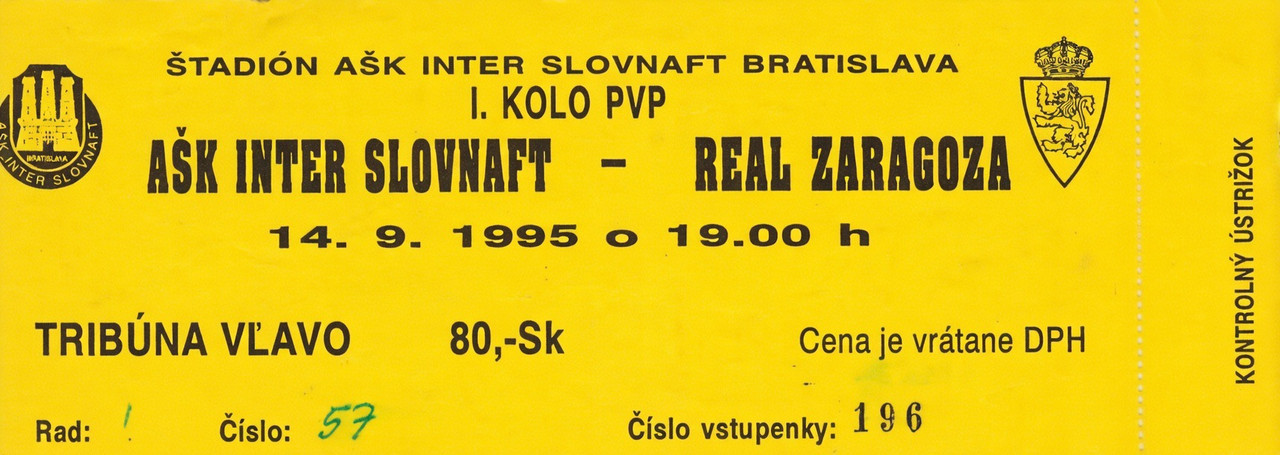 ŠTADIÓN AŠK INTER SLOVNAFT BRATISLAVA
I. KOLO PVP
AŠK INTER SLOVNAFT – REAL ZARAGOZA
14. 9. 1995 o 19.00 h
BRATISLAVA
AŠK INTER SLOVNAFT
TRIBÚNA VĽAVO 80,-Sk Cena je vrátane DPH
Rad: Číslo: 57 Číslo vstupenky: 196
KONTROLNÝ ÚSTRIŽOK